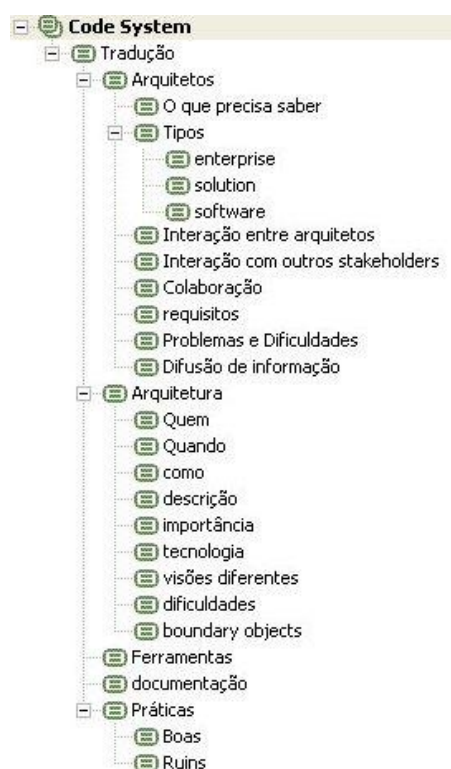 Code System
Tradução
Arquitetos
O que precisa saber
Tipos
enterprise
solution
software
Interação entre arquitetos
Interação com outros stakeholders
Colaboração
requisitos
Problemas e Dificuldades
Difusão de informação
Arquitetura
Quem
Quando
como
descrição
importância
tecnologia
visões diferentes
dificuldades
boundary objects
Ferramentas
documentação
Práticas
Boas
Ruins